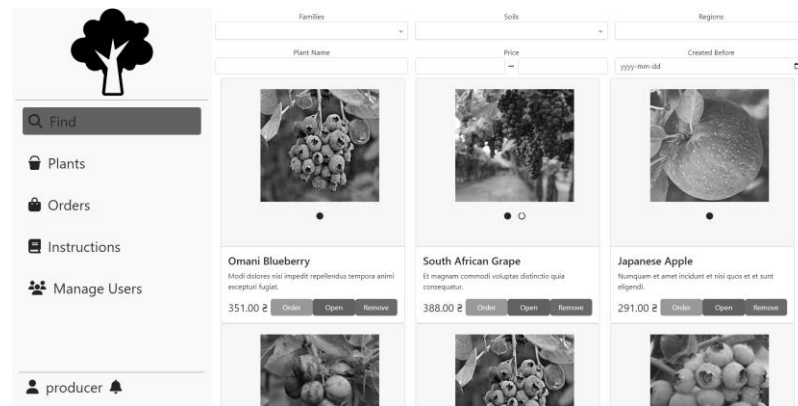 Find
Plants
Orders
Instructions
Manage Users
producer
Families
Soils
Regions
Plant Name
Price
Created Before
–
yyyy-mm-dd
Omani Blueberry
Modi dolores nisi impedit repellendus tempora animi
excepturi fugiat.
351.00 ₴ Order Open Remove
South African Grape
Et magnam commodi voluptas distinctio quia
consequatur.
388.00 ₴ Order Open Remove
Japanese Apple
Numquam et amet incidunt et nisi quos et et sunt
eligendi.
291.00 ₴ Order Open Remove